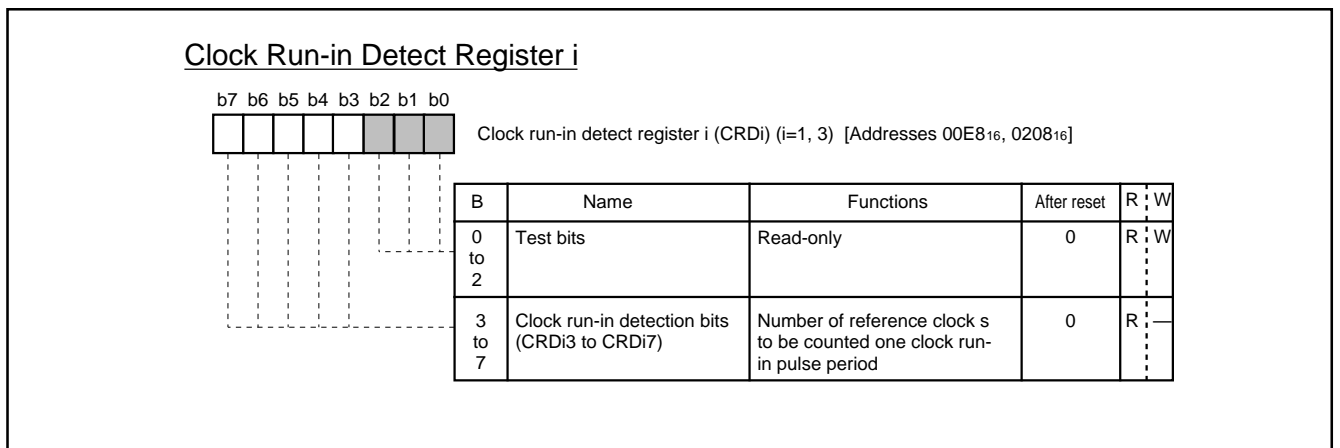 Clock Run-in Detect Register i
b7 b6 b5 b4 b3 b2 b1 b0
Clock run-in detect register i (CRDi) (i=1, 3) [Addresses 00E816, 020816]
B Name Functions After reset R W
0 to 2 Test bits Read-only 0 R W
3 to 7 Clock run-in detection bits (CRDi3 to CRDi7) Number of reference clock s to be counted one clock run-in pulse period 0 R —